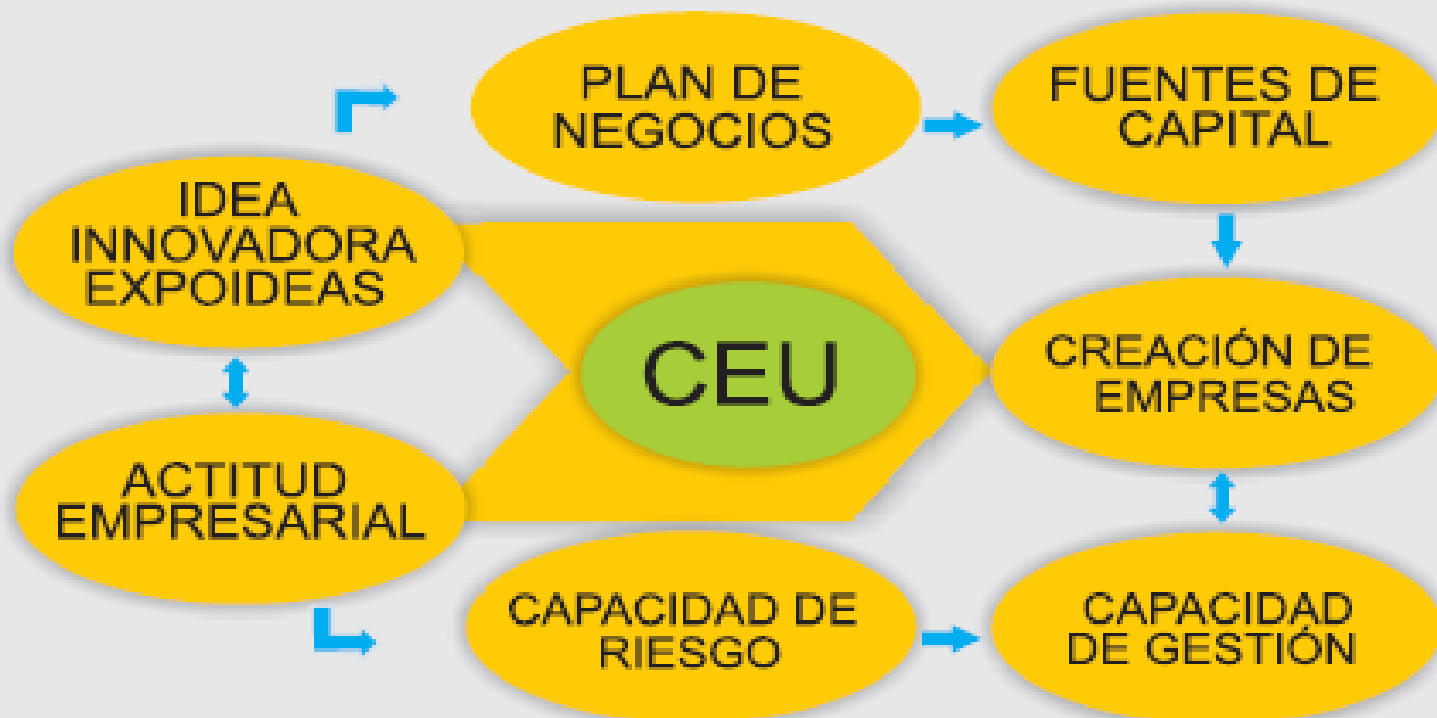 PLAN DE
NEGOCIOS
FUENTES DE
CAPITAL
IDEA
INNOVADORA
EXPOIDEAS
CEU
CREACIÓN DE
EMPRESAS
ACTITUD
EMPRESARIAL
CAPACIDAD DE
RIESGO
CAPACIDAD
DE GESTIÓN